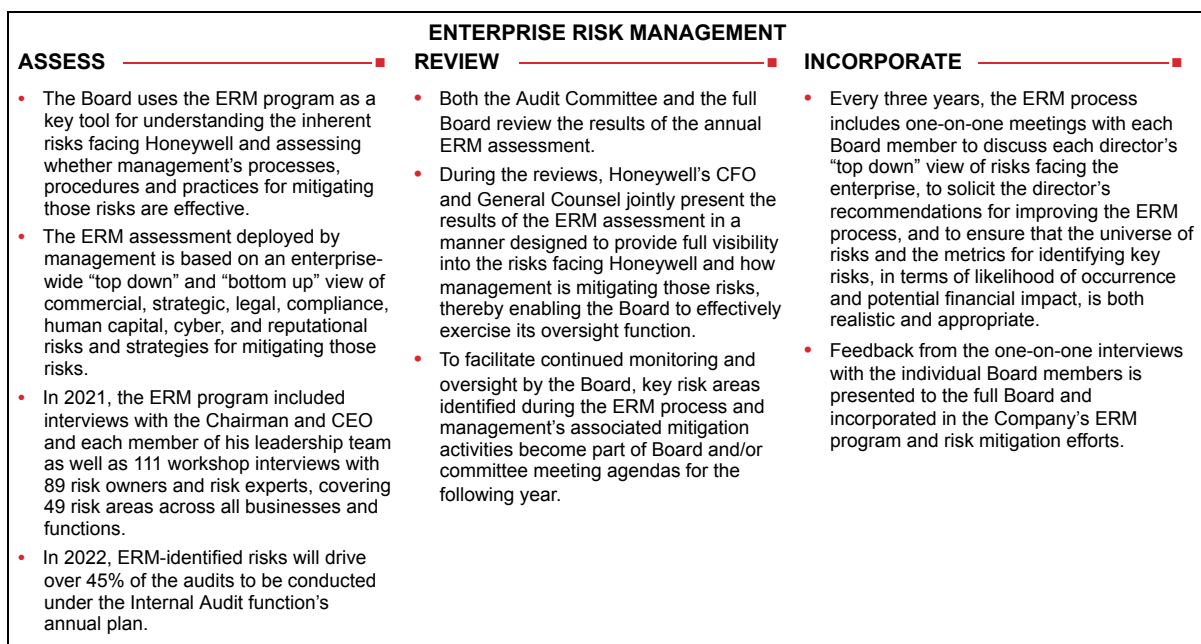 ENTERPRISE RISK MANAGEMENT
ASSESS
• The Board uses the ERM program as a
key tool for understanding the inherent
risks facing Honeywell and assessing
whether management’s processes,
procedures and practices for mitigating
those risks are effective.
• The ERM assessment deployed by
management is based on an enterprise-
wide “top down” and “bottom up” view of
commercial, strategic, legal, compliance,
human capital, cyber, and reputational
risks and strategies for mitigating those
risks.
• In 2021, the ERM program included
interviews with the Chairman and CEO
and each member of his leadership team
as well as 111 workshop interviews with
89 risk owners and risk experts, covering
49 risk areas across all businesses and
functions.
• In 2022, ERM-identified risks will drive
over 45% of the audits to be conducted
under the Internal Audit function’s
annual plan.
REVIEW
• Both the Audit Committee and the full
Board review the results of the annual
ERM assessment.
• During the reviews, Honeywell’s CFO
and General Counsel jointly present the
results of the ERM assessment in a
manner designed to provide full visibility
into the risks facing Honeywell and how
management is mitigating those risks,
thereby enabling the Board to effectively
exercise its oversight function.
• To facilitate continued monitoring and
oversight by the Board, key risk areas
identified during the ERM process and
management’s associated mitigation
activities become part of Board and/or
committee meeting agendas for the
following year.
INCORPORATE
• Every three years, the ERM process
includes one-on-one meetings with each
Board member to discuss each director’s
“top down” view of risks facing the
enterprise, to solicit the director’s
recommendations for improving the ERM
process, and to ensure that the universe of
risks and the metrics for identifying key
risks, in terms of likelihood of occurrence
and potential financial impact, is both
realistic and appropriate.
• Feedback from the one-on-one interviews
with the individual Board members is
presented to the full Board and
incorporated in the Company’s ERM
program and risk mitigation efforts.